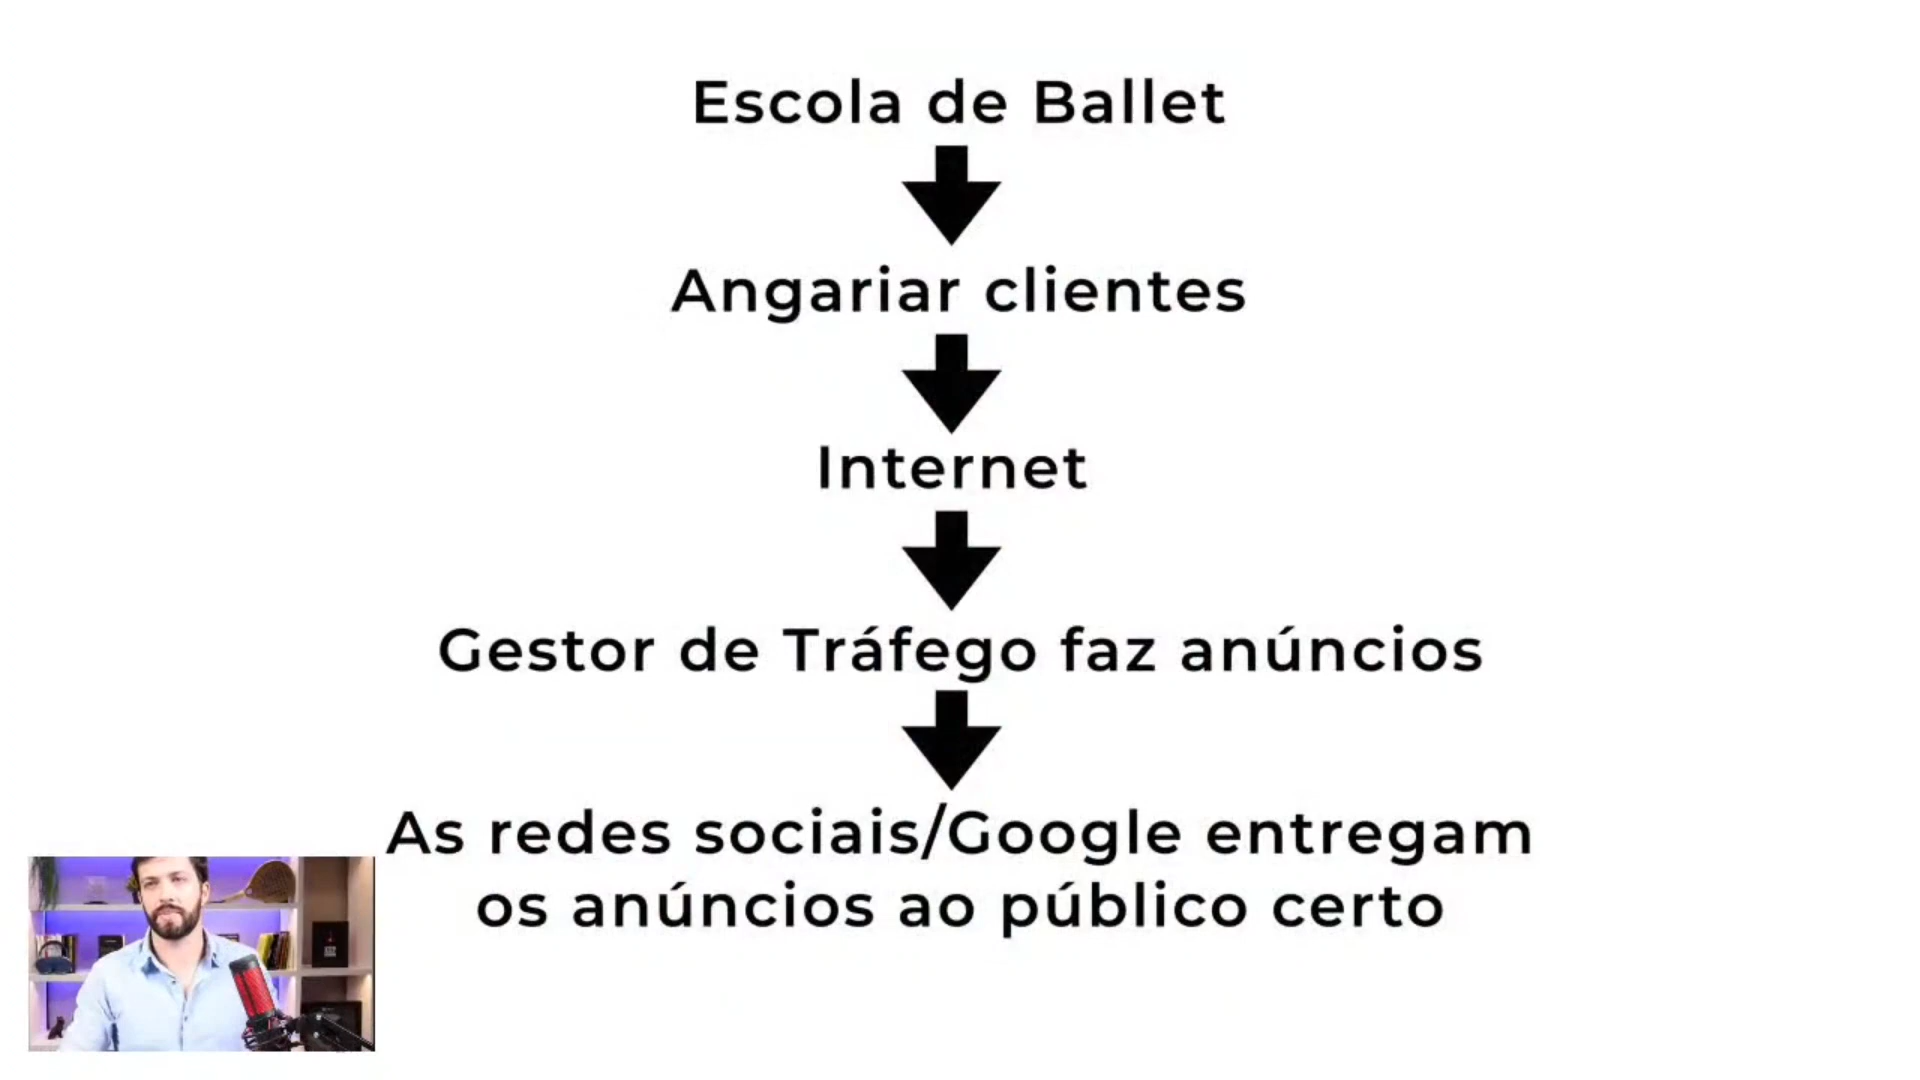 Escola de Ballet
Angariar clientes
Internet
Gestor de Tráfego faz anúncios
As redes sociais/Google entregam
os anúncios ao público certo